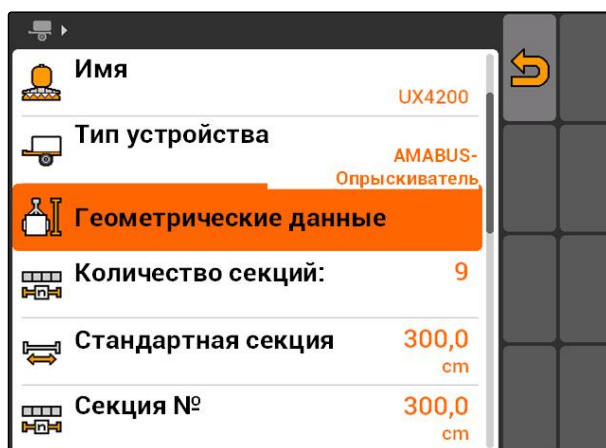 Имя
UX4200
Тип устройства
AMABUS-
Опрыскиватель
Геометрические данные
Количество секций:
9
Стандартная секция
300,0
cm
Секция №
300,0
cm